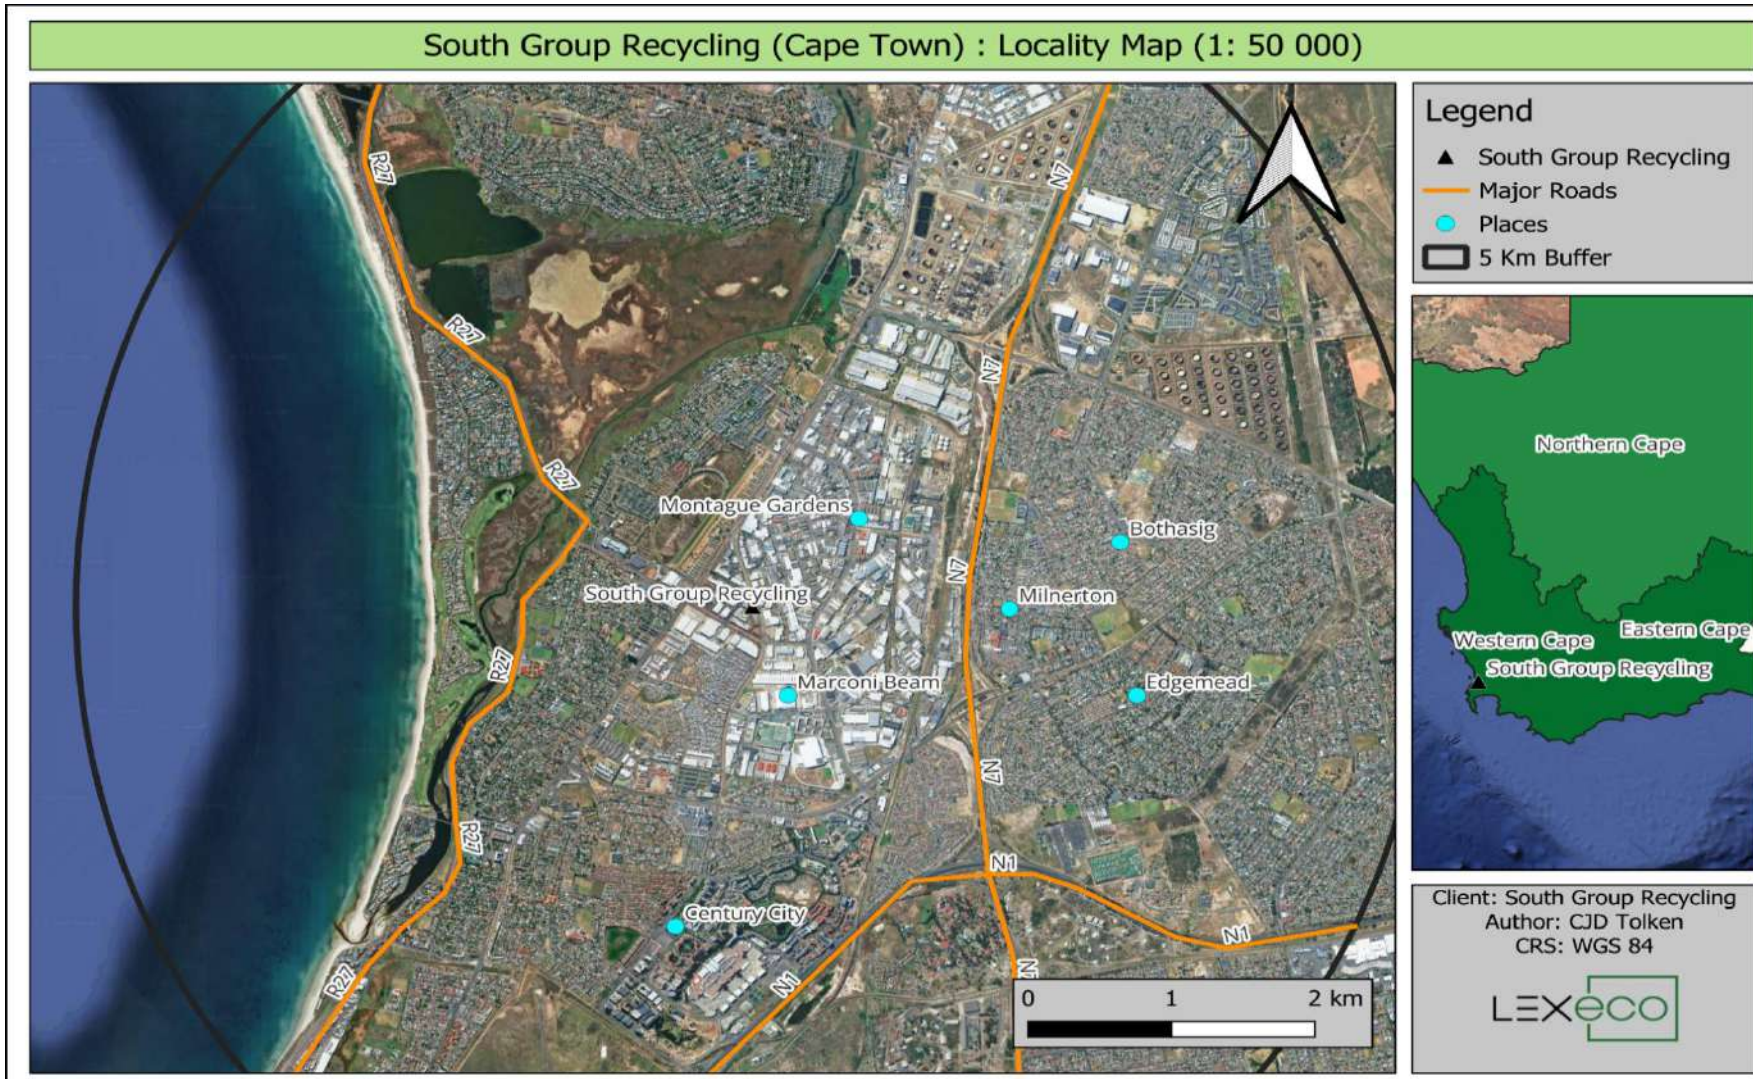 South Group Recycling (Cape Town) : Locality Map (1: 50 000)
R27
N7
R27
N7
R27
Montague Gardens
Bothasig
N7
South Group Recycling
Milnerton
R27
Marconi Beam
Edgemead
N7
R27
N1
Century City
N1
R27
N1
0 1 2 km
Legend
South Group Recycling
Major Roads
Places
5 Km Buffer
Northern Cape
Eastern Cape
Western Cape
South Group Recycling
Client: South Group Recycling
Author: CJD Tolken
CRS: WGS 84
LEXeco